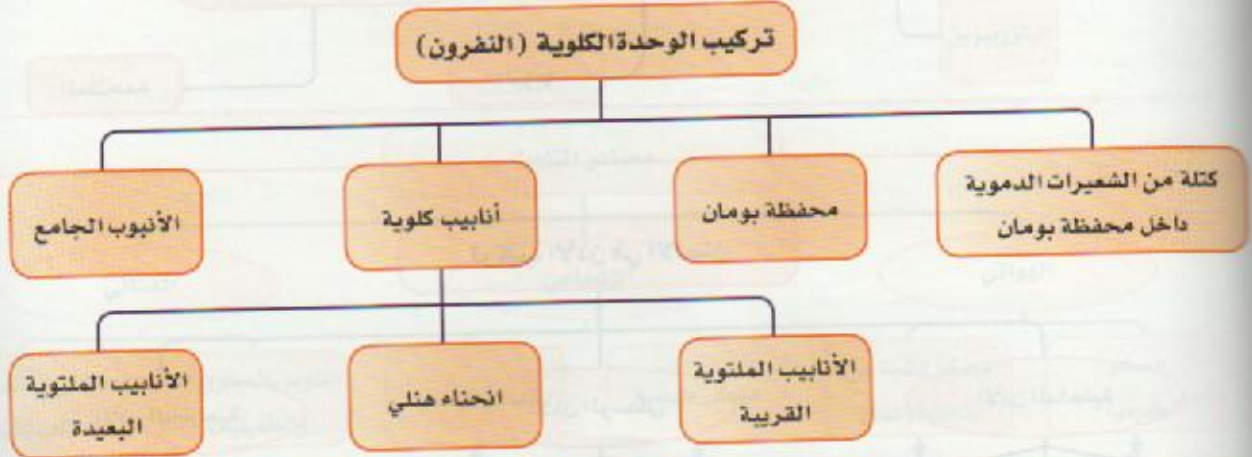 تركيب الوحدة الكلوية (النفرون)
كتلة من الشعيرات الدموية
داخل محفظة بومان
محفظة بومان
أنابيب كلوية
الأنبوب الجامع
الأنابيب الملتوية
القريبة
انحناء هنلي
الأنابيب الملتوية
البعيدة